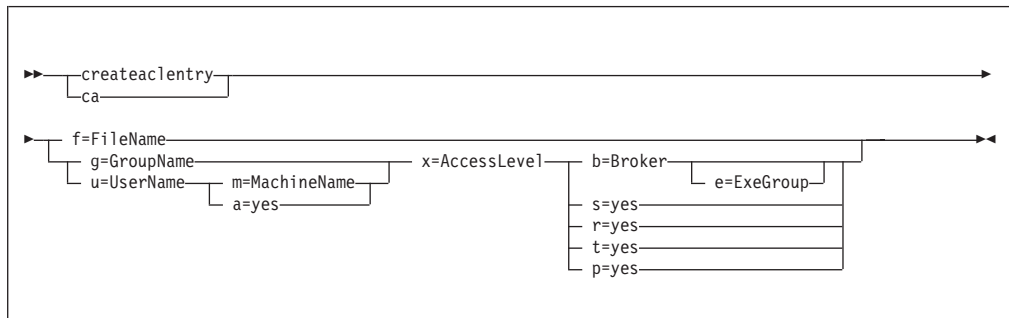 createaclentry
ca
f=FileName
g=GroupName x=AccessLevel b=Broker
u=UserName m=MachineName e=ExeGroup
a=yes s=yes
r=yes
t=yes
p=yes